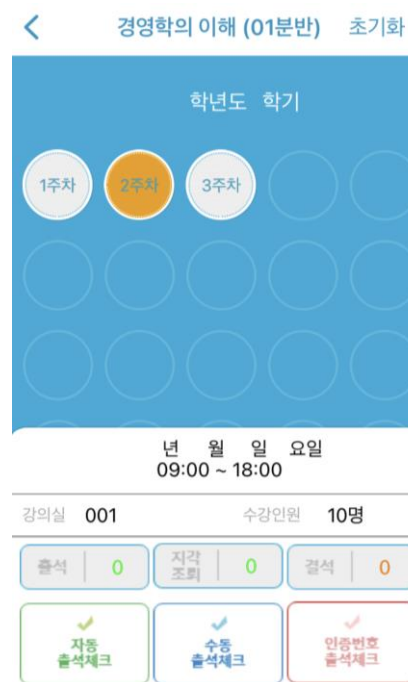 경영학의 이해 (01분반) 초기화
학년도 학기
1주차 2주차 3주차
년 월 일 요일
09:00 ~ 18:00
강의실 001 수강인원 10명
출석 0 지각 조퇴 0 결석 0
자동 수동 인증번호
출석체크 출석체크 출석체크